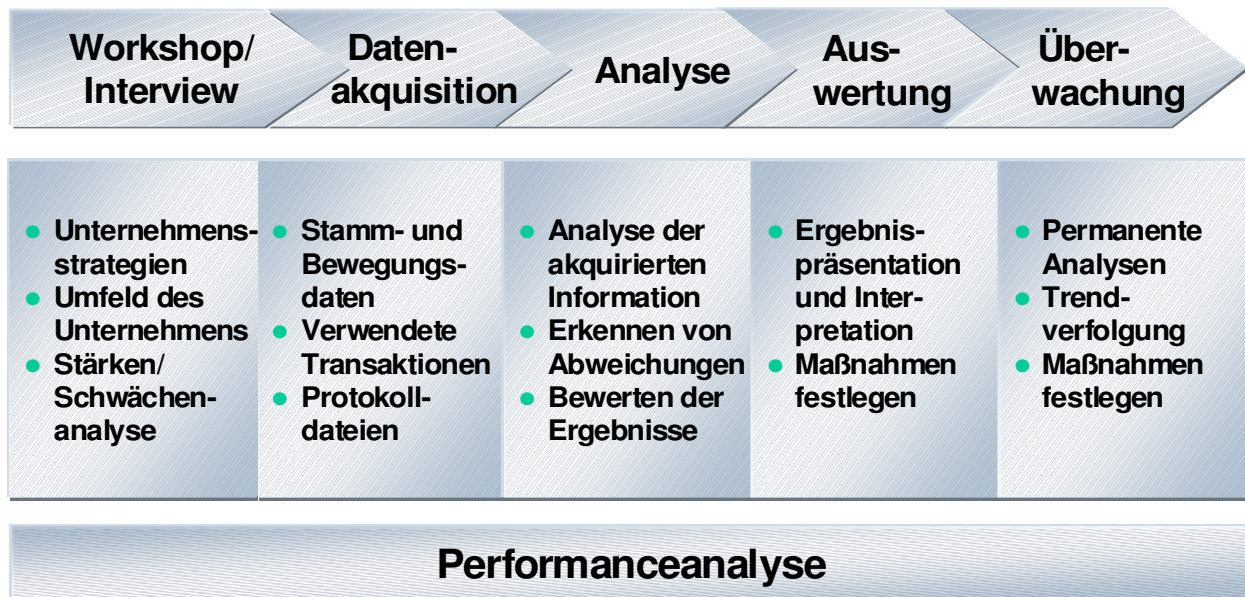 Workshop/
Interview
Daten-
akquisition
Analyse
Aus-
wertung
Über-
wachung
Unternehmens-
strategien
Umfeld des
Unternehmens
Stärken/
Schwächen-
analyse
Stamm- und
Bewegungs-
daten
Verwendete
Transaktionen
Protokoll-
dateien
Analyse der
akquirierten
Information
Erkennen von
Abweichungen
Bewerten der
Ergebnisse
Ergebnis-
präsentation
und Inter-
pretation
Maßnahmen
festlegen
Permanente
Analysen
Trend-
verfolgung
Maßnahmen
festlegen
Performanceanalyse